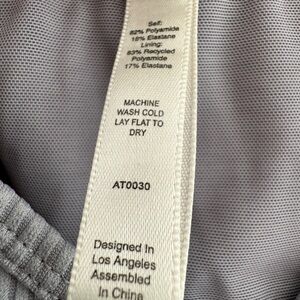 Self:
82% Polyamide
18% Elastane
Lining:
83% Recycled
Polyamide
17% Elastane
MACHINE
WASH COLD
LAY FLAT TO
DRY
AT0030
Designed In
Los Angeles
Assembled
In China